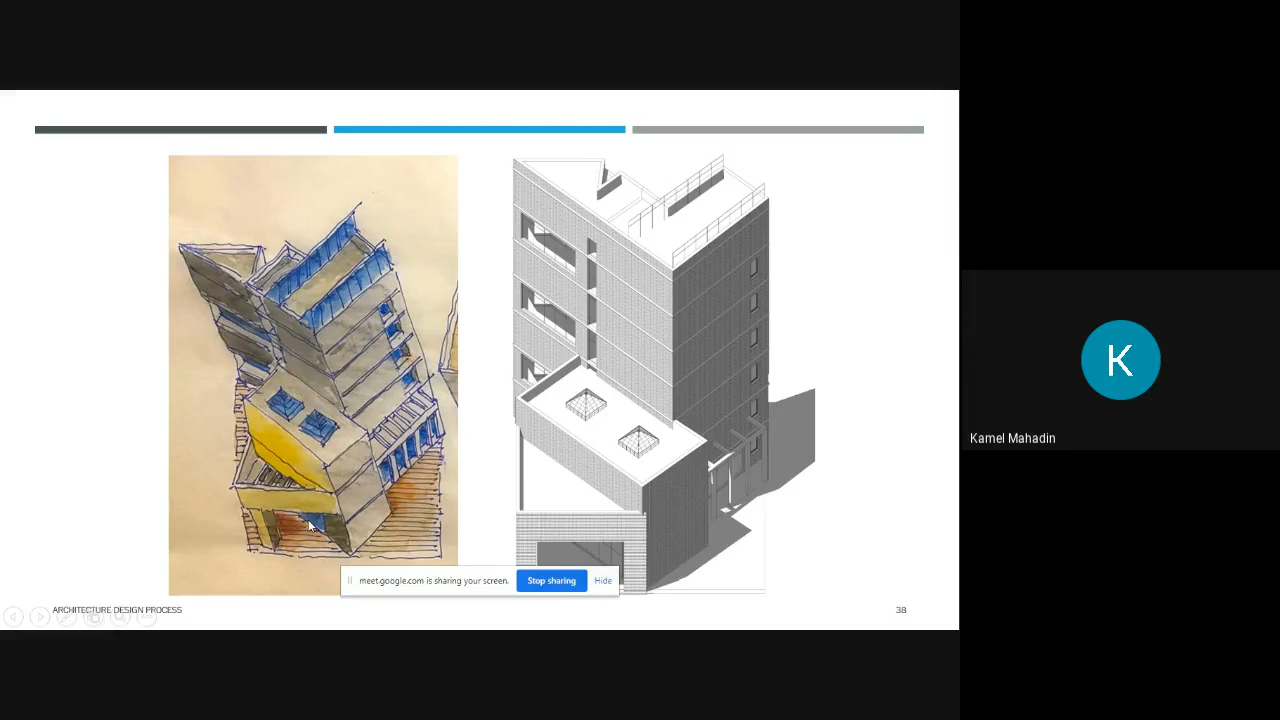 K
Kamel Mahadin
meet.google.com is sharing your screen.
Stop sharing
Hide
ARCHITECTURE DESIGN PROCESS
38